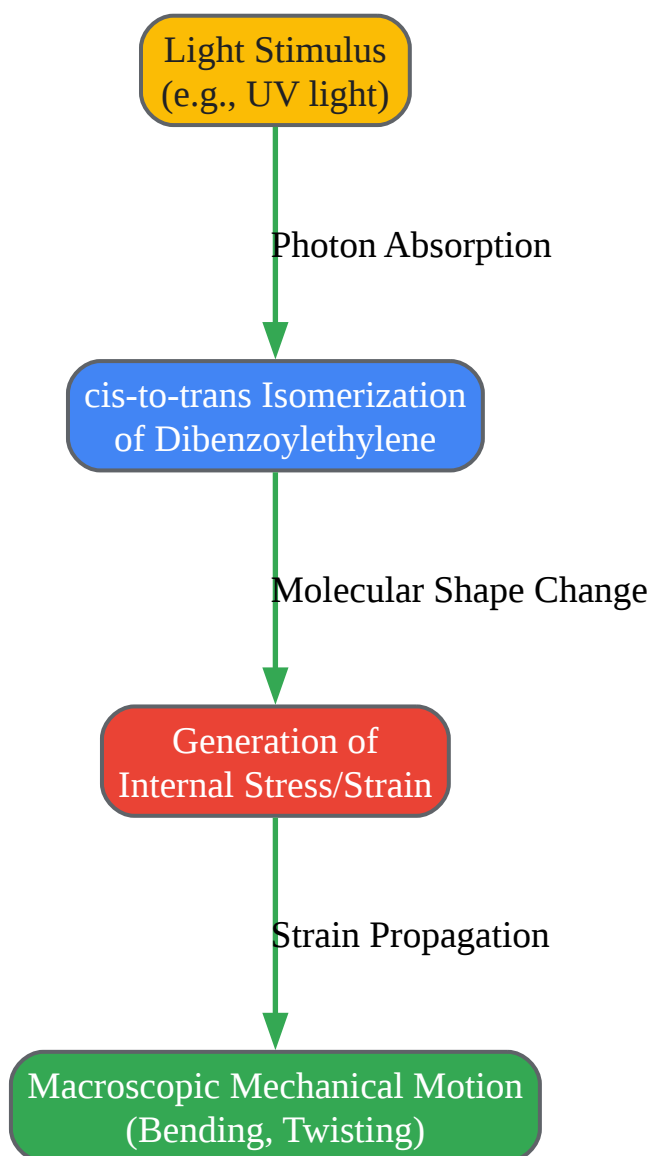 Light Stimulus
(e.g., UV light)
Photon Absorption
cis-to-trans Isomerization
of Dibenzoylethylene
Molecular Shape Change
Generation of
Internal Stress/Strain
Strain Propagation
Macroscopic Mechanical Motion
(Bending, Twisting)